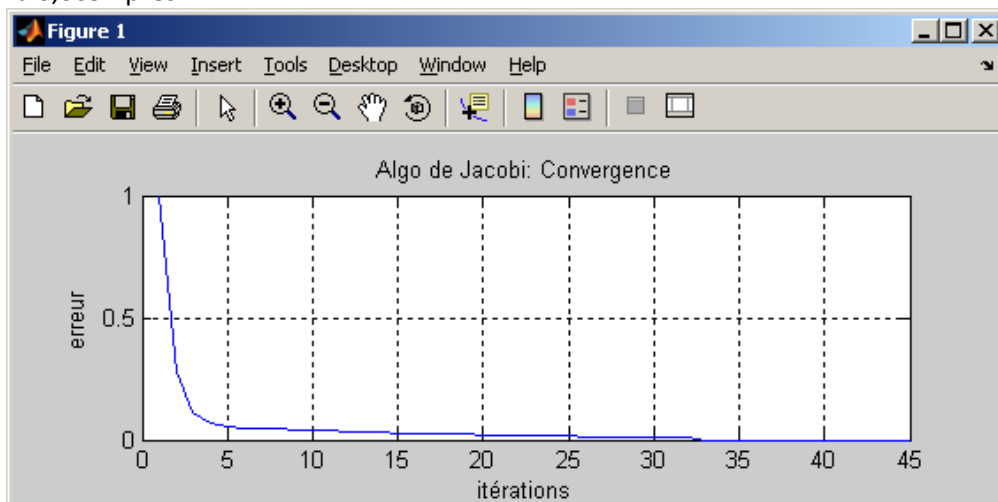 Figure 1
File Edit View Insert Tools Desktop Window Help
Algo de Jacobi: Convergence
1
0.5
0
erreur
0 5 10 15 20 25 30 35 40 45
itérations